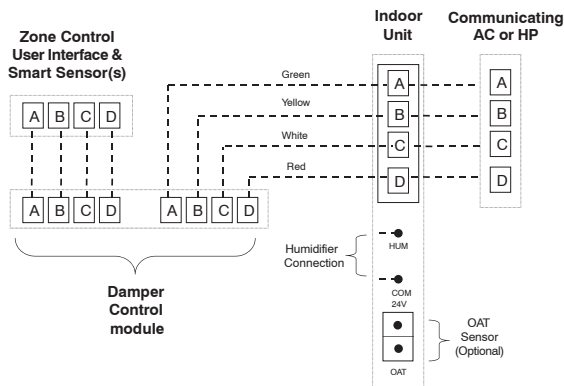 Zone Control
User Interface &
Smart Sensor(s)
Indoor
Unit
Communicating
AC or HP
A B C D
Green
A
A
Yellow
B
B
White
C
C
Red
D
D
A B C D
A B C D
Damper
Control
module
Humidifier
Connection
HUM
COM
24V
OAT
Sensor
(Optional)
OAT